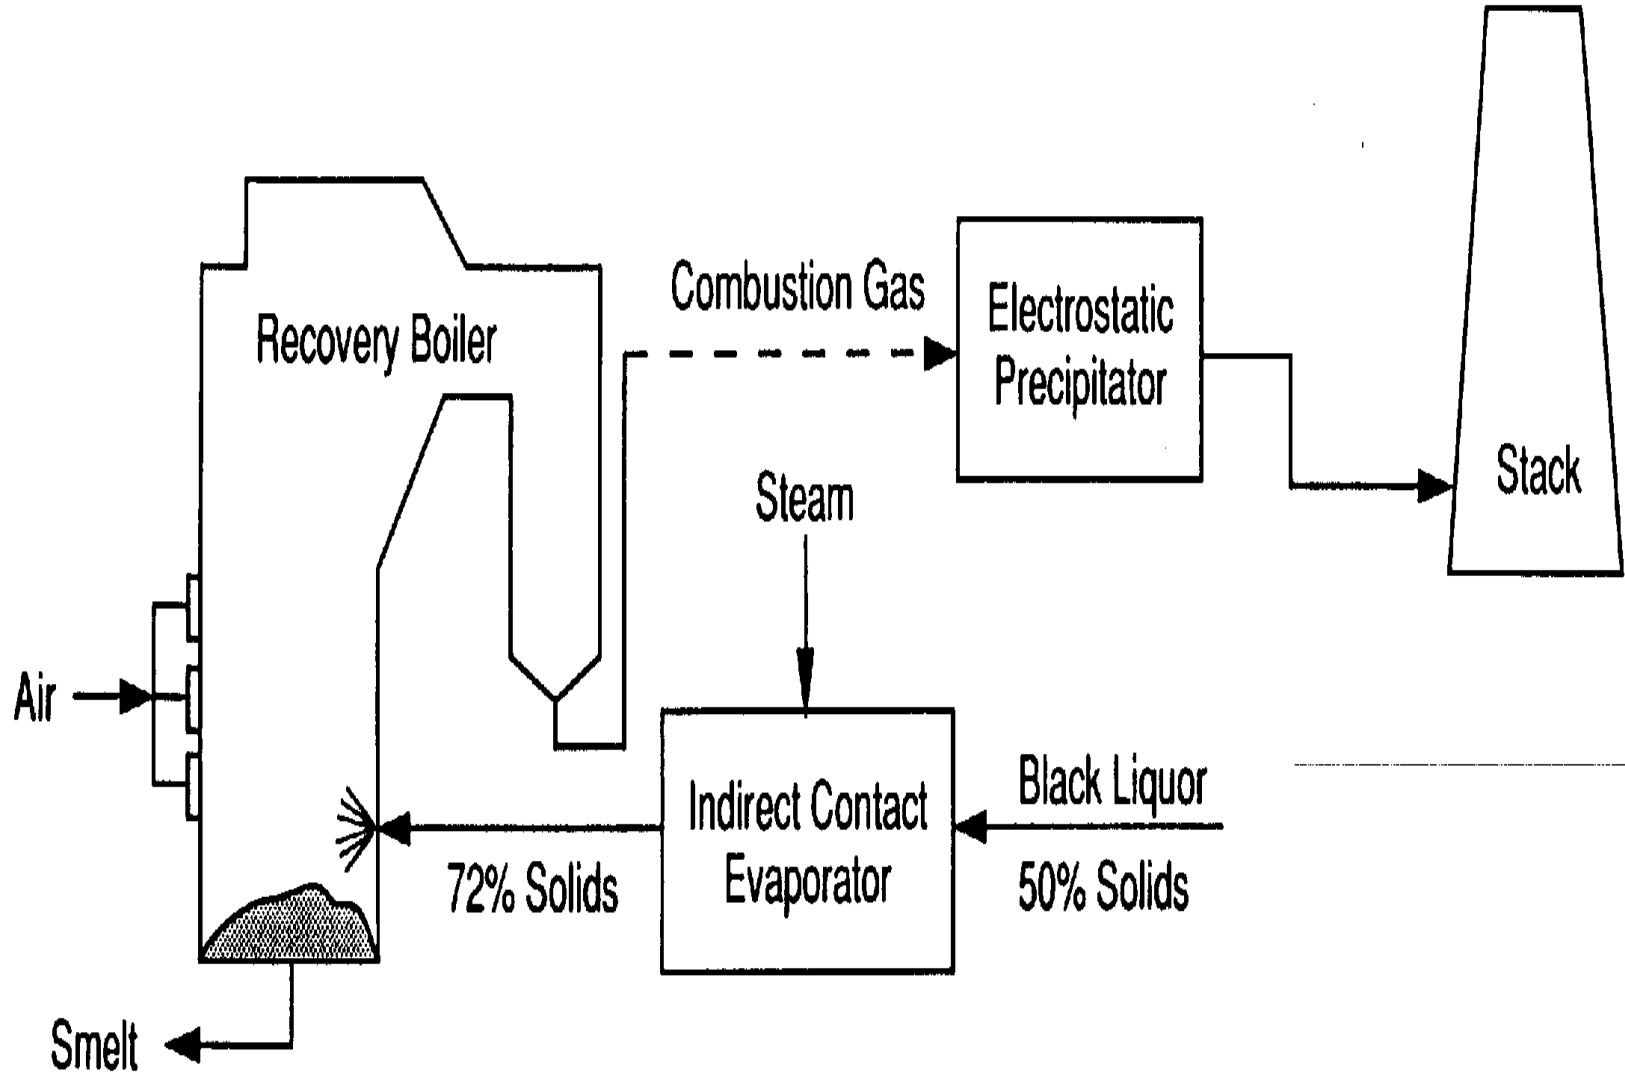 Recovery Boiler
Combustion Gas
Electrostatic
Precipitator
Stack
Steam
Air
Indirect Contact
Evaporator
Black Liquor
50% Solids
72% Solids
Smelt